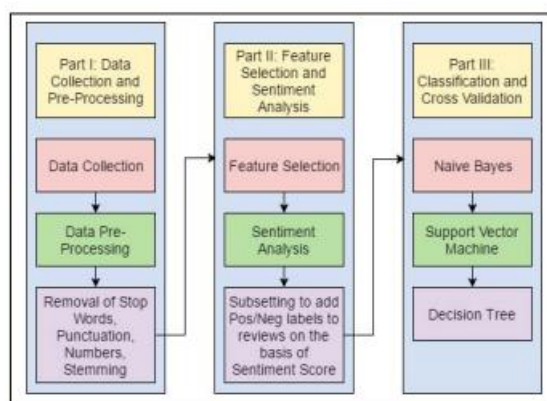 Part I: Data
Collection and
Pre-Processing
Data Collection
Data Pre-
Processing
Removal of Stop
Words,
Punctuation,
Numbers,
Stemming
Part II: Feature
Selection and
Sentiment
Analysis
Feature Selection
Sentiment
Analysis
Subsetting to add
Pos/Neg labels to
reviews on the
basis of
Sentiment Score
Part III:
Classification and
Cross Validation
Naive Bayes
Support Vector
Machine
Decision Tree